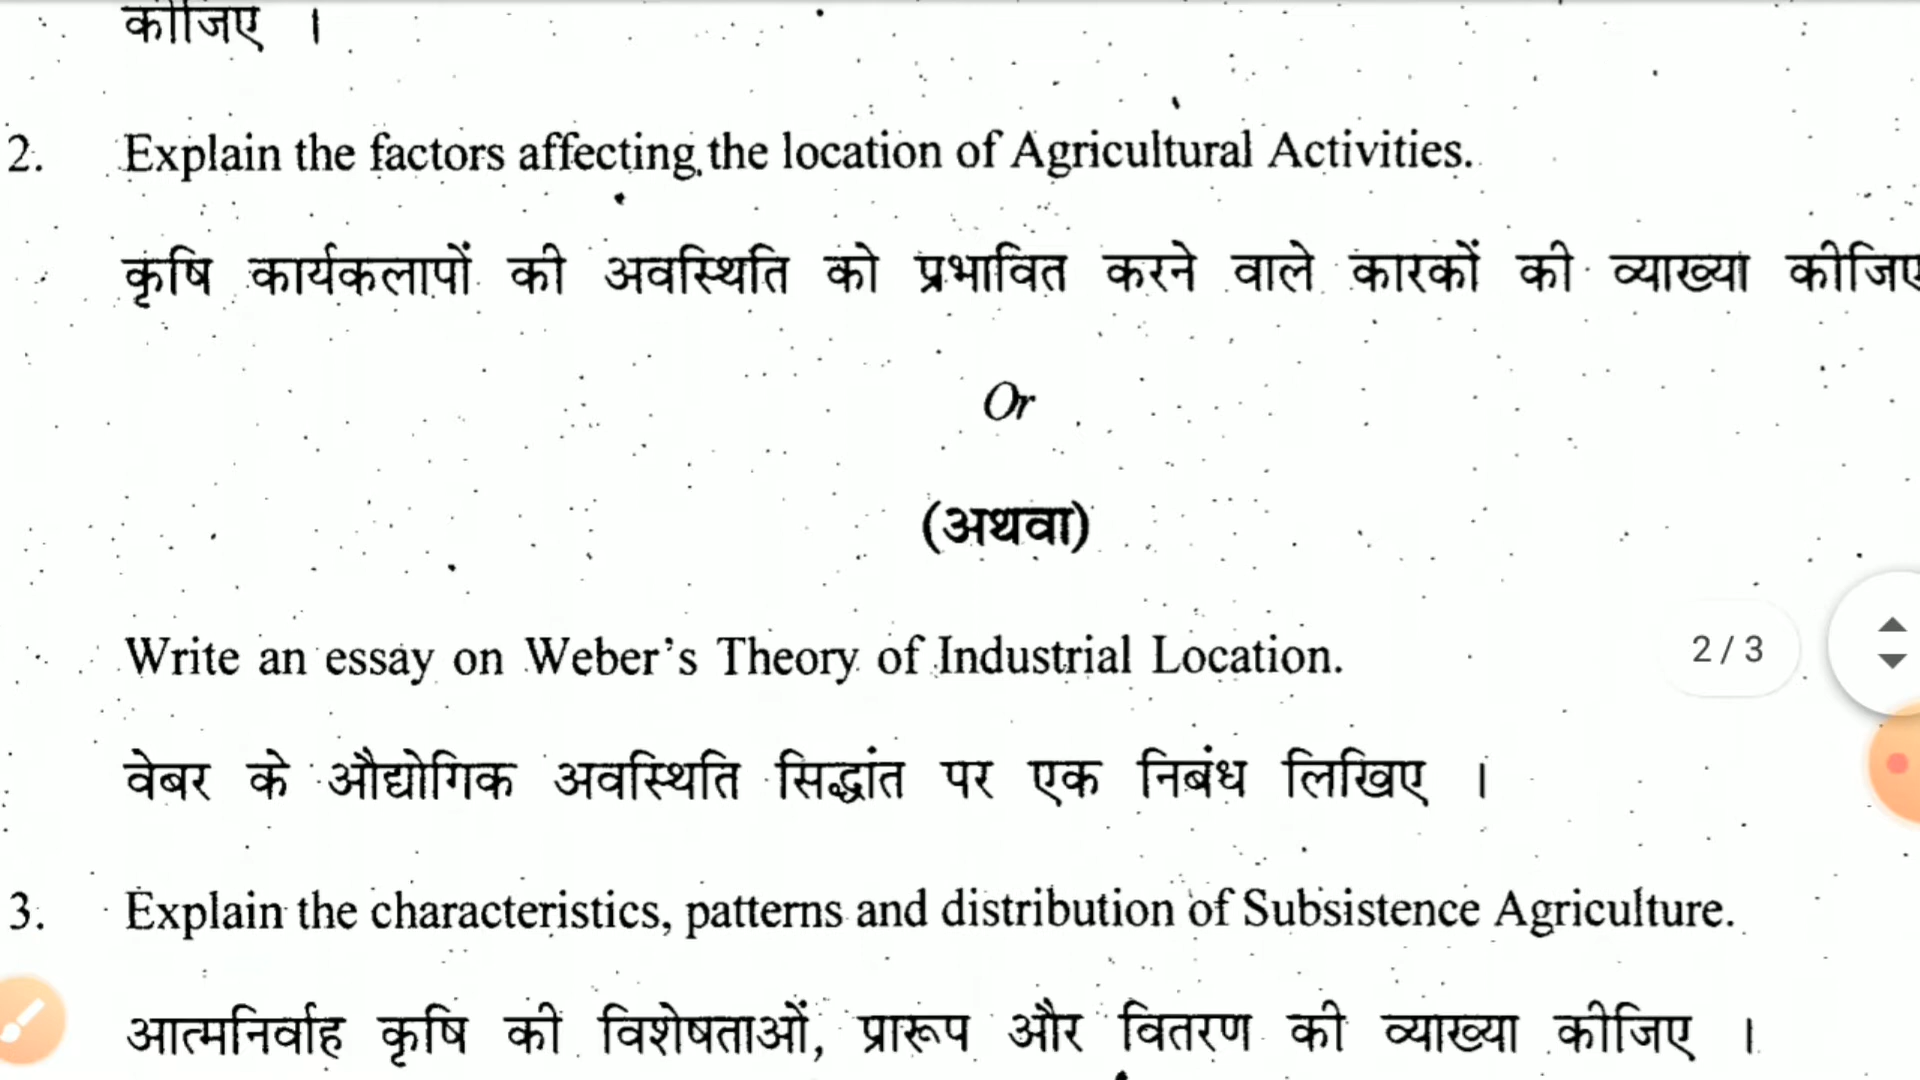 कीजिए ।
2. Explain the factors affecting the location of Agricultural Activities.
कृषि कार्यकलापों की अवस्थिति को प्रभावित करने वाले कारकों की व्याख्या कीजिए
Or
(अथवा)
Write an essay on Weber's Theory of Industrial Location.
2 / 3
वेबर के औद्योगिक अवस्थिति सिद्धांत पर एक निबंध लिखिए ।
3. Explain the characteristics, patterns and distribution of Subsistence Agriculture.
आत्मनिर्वाह कृषि की विशेषताओं, प्रारूप और वितरण की व्याख्या कीजिए ।